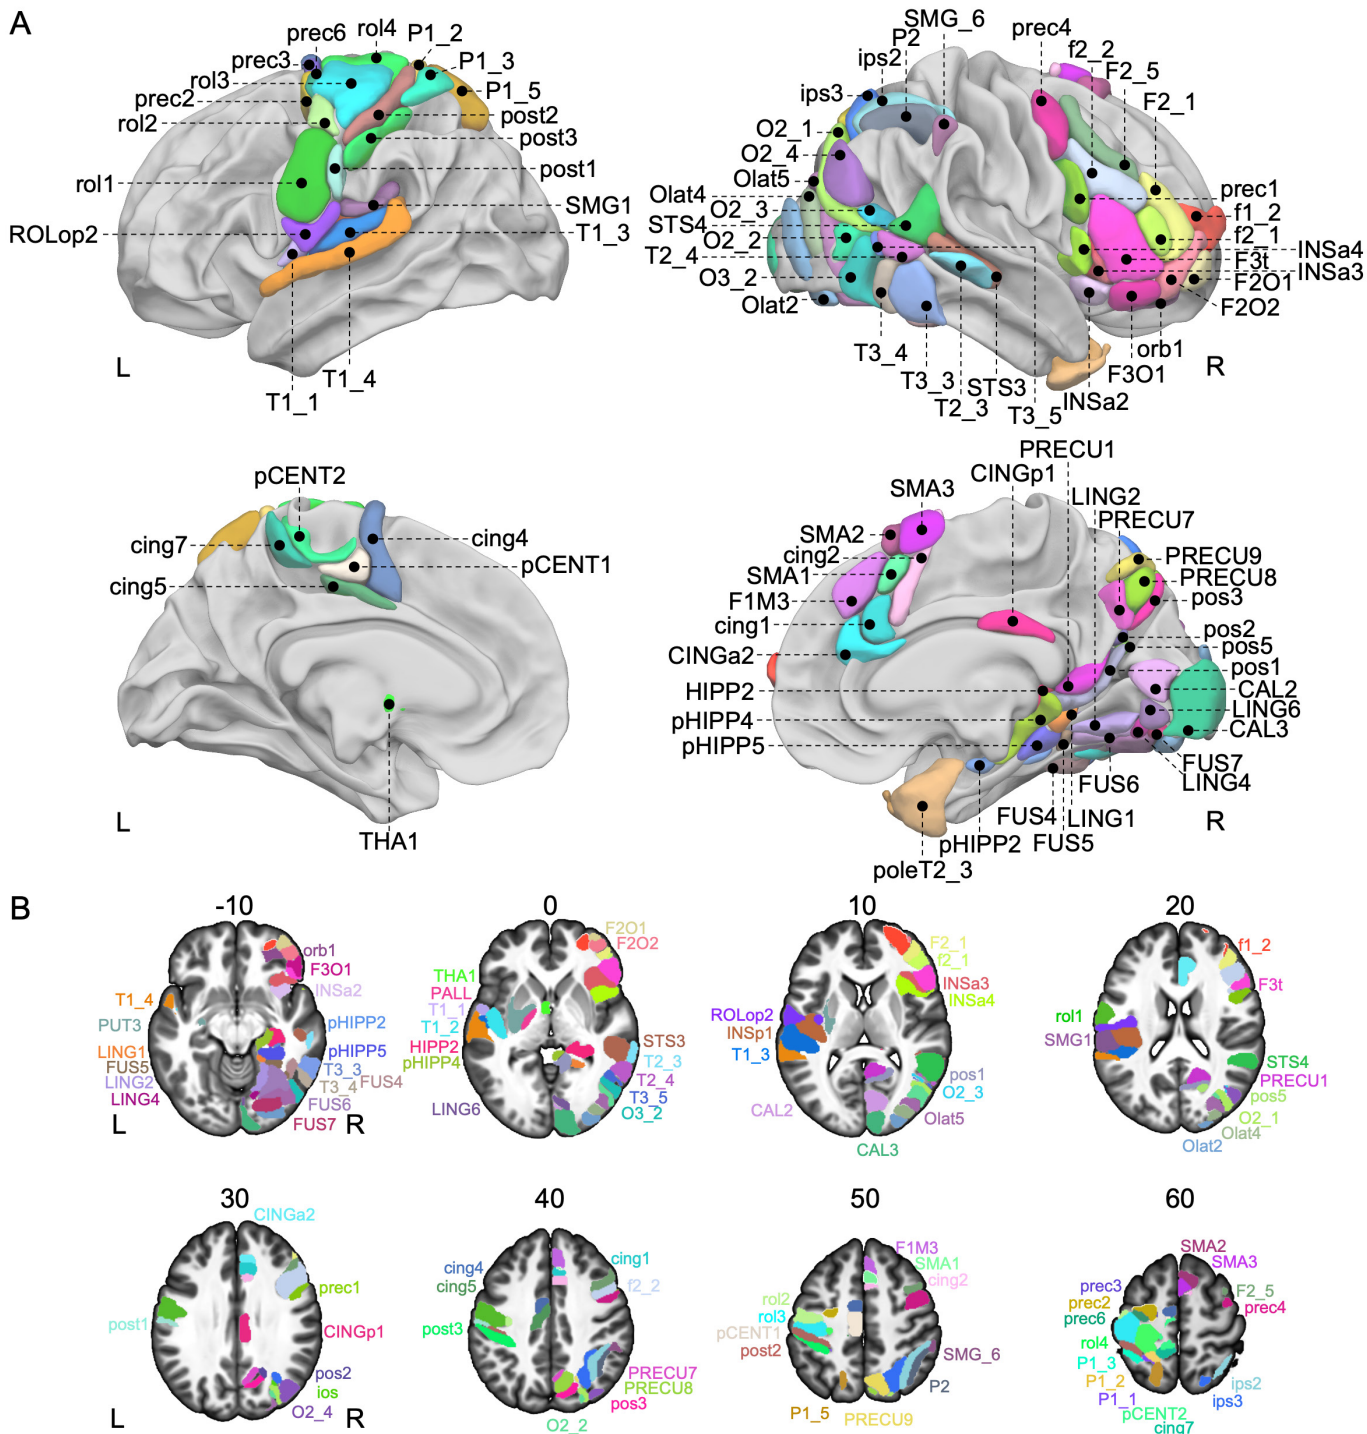 A
prec6
rol4
P1_2
prec3
P1_3
rol3
P1_5
prec2
rol2
post2
post3
post1
rol1
SMG1
ROLop2
T1_3
L
T1_4
T1_1
SMG_6
P2
prec4
ips2
f2_2
F2_5
ips3
F2_1
O2_1
O2_4
Olat5
prec1
Olat4
f1_2
O2_3
f2_1
STS4
INSa4
O2_2
F3t
T2_4
INSa3
O3_2
F2O1
Olat2
F2O2
orb1
T3_4
R
T3_3
STS3
F3O1
T2_3
INSa2
T3_5
pCENT2
cing7
cing4
pCENT1
cing5
L
THA1
PRECU1
CINGp1
SMA3
LING2
PRECU7
SMA2
cing2
PRECU9
SMA1
PRECU8
F1M3
pos3
cing1
pos2
pos5
CINGa2
pos1
HIPP2
CAL2
pHIPP4
LING6
pHIPP5
CAL3
FUS7
FUS6
LING4
FUS4
LING1
R
pHIPP2
FUS5
poleT2_3
B
-10
0
10
20
orb1
F3O1
INSa2
T1_4
PUT3
pHIPP2
LING1
pHIPP5
FUS5
T3_3
LING2
T3_4
FUS4
LING4
FUS6
L
FUS7
R
F2O1
F2O2
THA1
PALL
T1_1
T1_2
STS3
HIPP2
T2_3
pHIPP4
T2_4
T3_5
LING6
O3_2
F2_1
f2_1
INSa3
INSa4
ROLop2
INSp1
T1_3
pos1
O2_3
CAL2
Olat5
CAL3
f1_2
F3t
rol1
SMG1
STS4
PRECU1
pos5
O2_1
Olat4
Olat2
30
40
50
60
CINGa2
prec1
post1
CINGp1
pos2
ios
O2_4
L
R
cing4
cing1
cing5
f2_2
post3
PRECU7
PRECU8
pos3
O2_2
F1M3
SMA1
cing2
rol2
rol3
pCENT1
post2
SMG_6
P2
P1_5
PRECU9
SMA2
SMA3
prec3
F2_5
prec2
prec4
prec6
rol4
P1_3
P1_2
ips2
P1_1
ips3
pCENT2
cing7